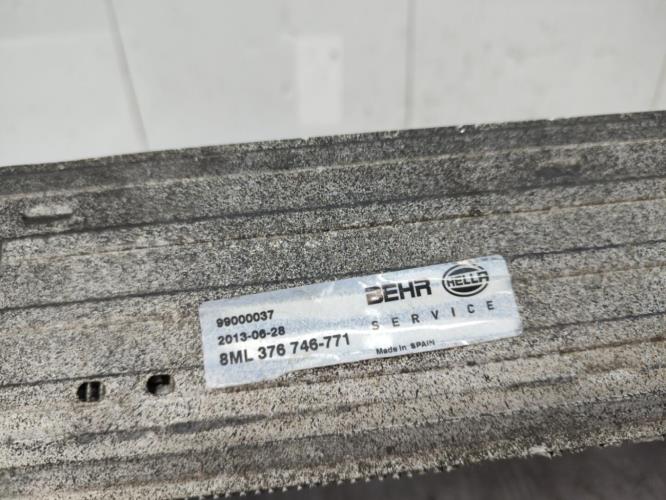 99000037
2013-06-28
8ML 376 746-771
BEHR HELLA
SERVICE
Made in SPAIN